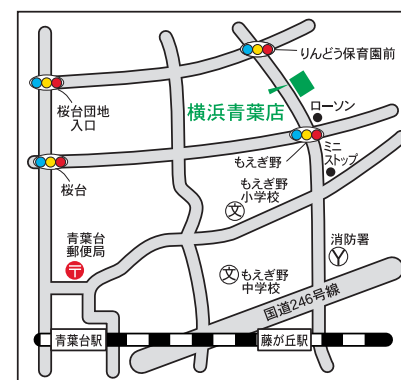 りんどう保育園前
桜台団地
入口
横浜青葉店
ローソン
もえぎ野
ミニ
ストップ
桜台
もえぎ野
小学校
文
青葉台
郵便局
〒
消防署
Y
文
もえぎ野
中学校
国道246号線
青葉台駅
藤が丘駅